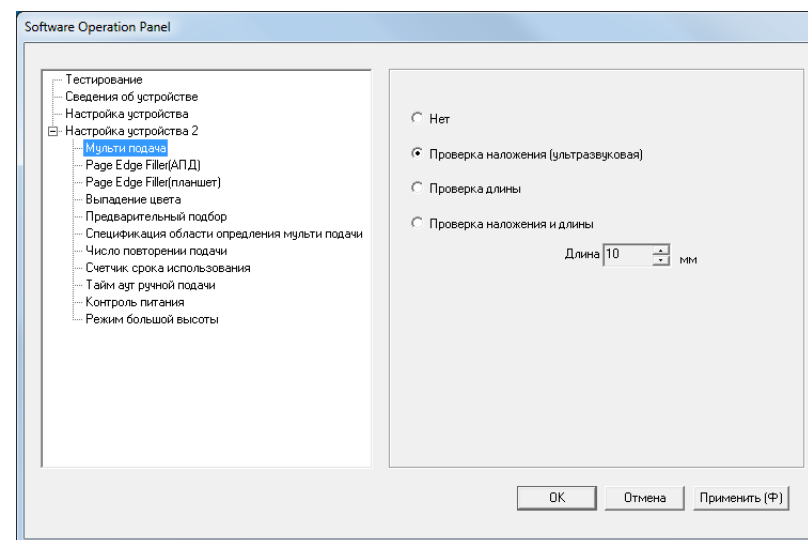 Software Operation Panel
Тестирование
Сведения об устройстве
Настройка устройства
Настройка устройства 2
Мульти подача
Page Edge Filler(АПД)
Page Edge Filler(планшет)
Выпадение цвета
Предварительный подбор
Спецификация области опредления мульти подачи
Число повторении подачи
Счетчик срока использования
Тайм аут ручной подачи
Контроль питания
Режим большой высоты
Нет
Проверка наложения (ультразвуковая)
Проверка длины
Проверка наложения и длины
Длина 10 мм
OK Отмена Применить (Ф)